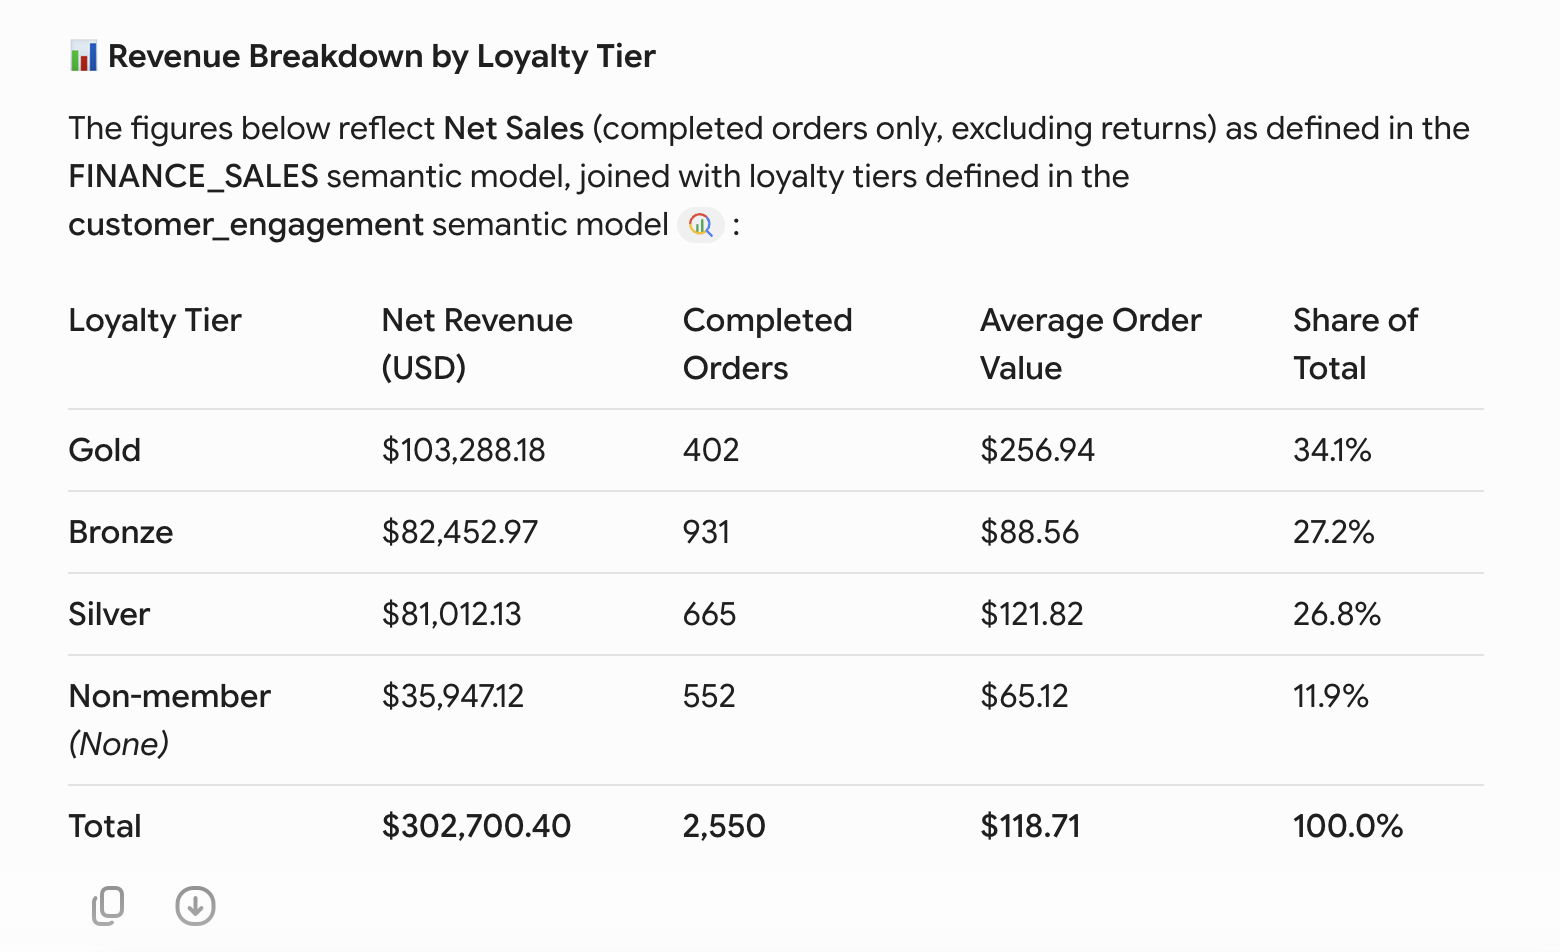 📊 Revenue Breakdown by Loyalty Tier
The figures below reflect Net Sales (completed orders only, excluding returns) as defined in the
FINANCE_SALES semantic model, joined with loyalty tiers defined in the
customer_engagement semantic model :
Loyalty Tier Net Revenue (USD) Completed Orders Average Order Value Share of Total
Gold $103,288.18 402 $256.94 34.1%
Bronze $82,452.97 931 $88.56 27.2%
Silver $81,012.13 665 $121.82 26.8%
Non-member (None) $35,947.12 552 $65.12 11.9%
Total $302,700.40 2,550 $118.71 100.0%